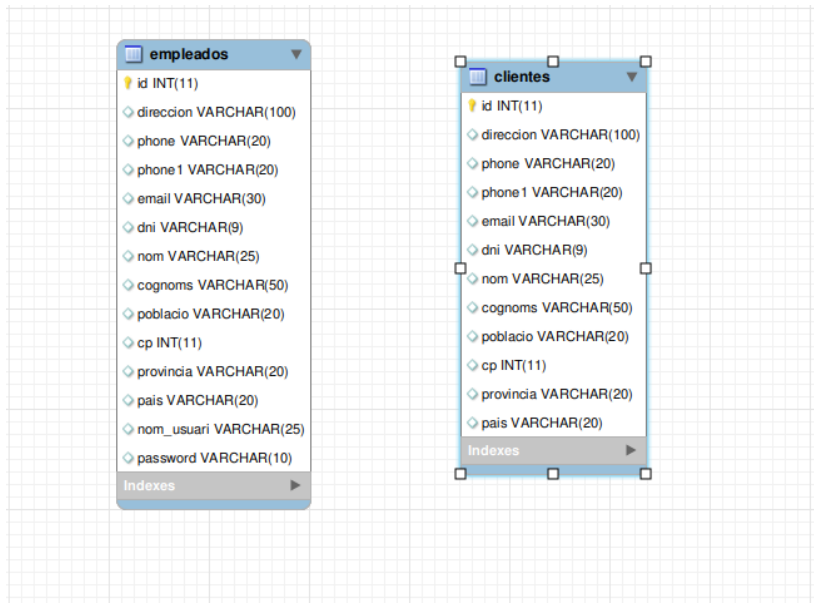 empleados
id INT(11)
direccion VARCHAR(100)
phone VARCHAR(20)
phone1 VARCHAR(20)
email VARCHAR(30)
dni VARCHAR(9)
nom VARCHAR(25)
cognoms VARCHAR(50)
poblacio VARCHAR(20)
cp INT(11)
provincia VARCHAR(20)
pais VARCHAR(20)
nom_usuari VARCHAR(25)
password VARCHAR(10)
Indexes
clientes
id INT(11)
direccion VARCHAR(100)
phone VARCHAR(20)
phone1 VARCHAR(20)
email VARCHAR(30)
dni VARCHAR(9)
nom VARCHAR(25)
cognoms VARCHAR(50)
poblacio VARCHAR(20)
cp INT(11)
provincia VARCHAR(20)
pais VARCHAR(20)
Indexes